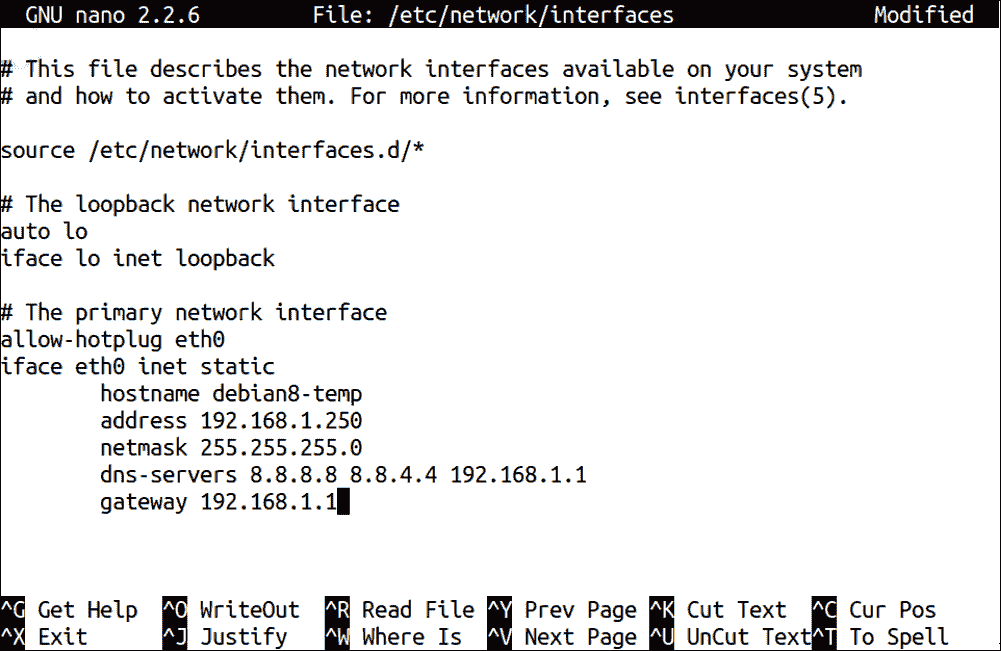 GNU nano 2.2.6 File: /etc/network/interfaces Modified
# This file describes the network interfaces available on your system
# and how to activate them. For more information, see interfaces(5).
source /etc/network/interfaces.d/*
# The loopback network interface
auto lo
iface lo inet loopback
# The primary network interface
allow-hotplug eth0
iface eth0 inet static
hostname debian8-temp
address 192.168.1.250
netmask 255.255.255.0
dns-servers 8.8.8.8 8.8.4.4 192.168.1.1
gateway 192.168.1.1
^G Get Help ^O WriteOut ^R Read File ^Y Prev Page ^K Cut Text ^C Cur Pos
^X Exit ^J Justify ^W Where Is ^V Next Page ^U UnCut Text ^T To Spell